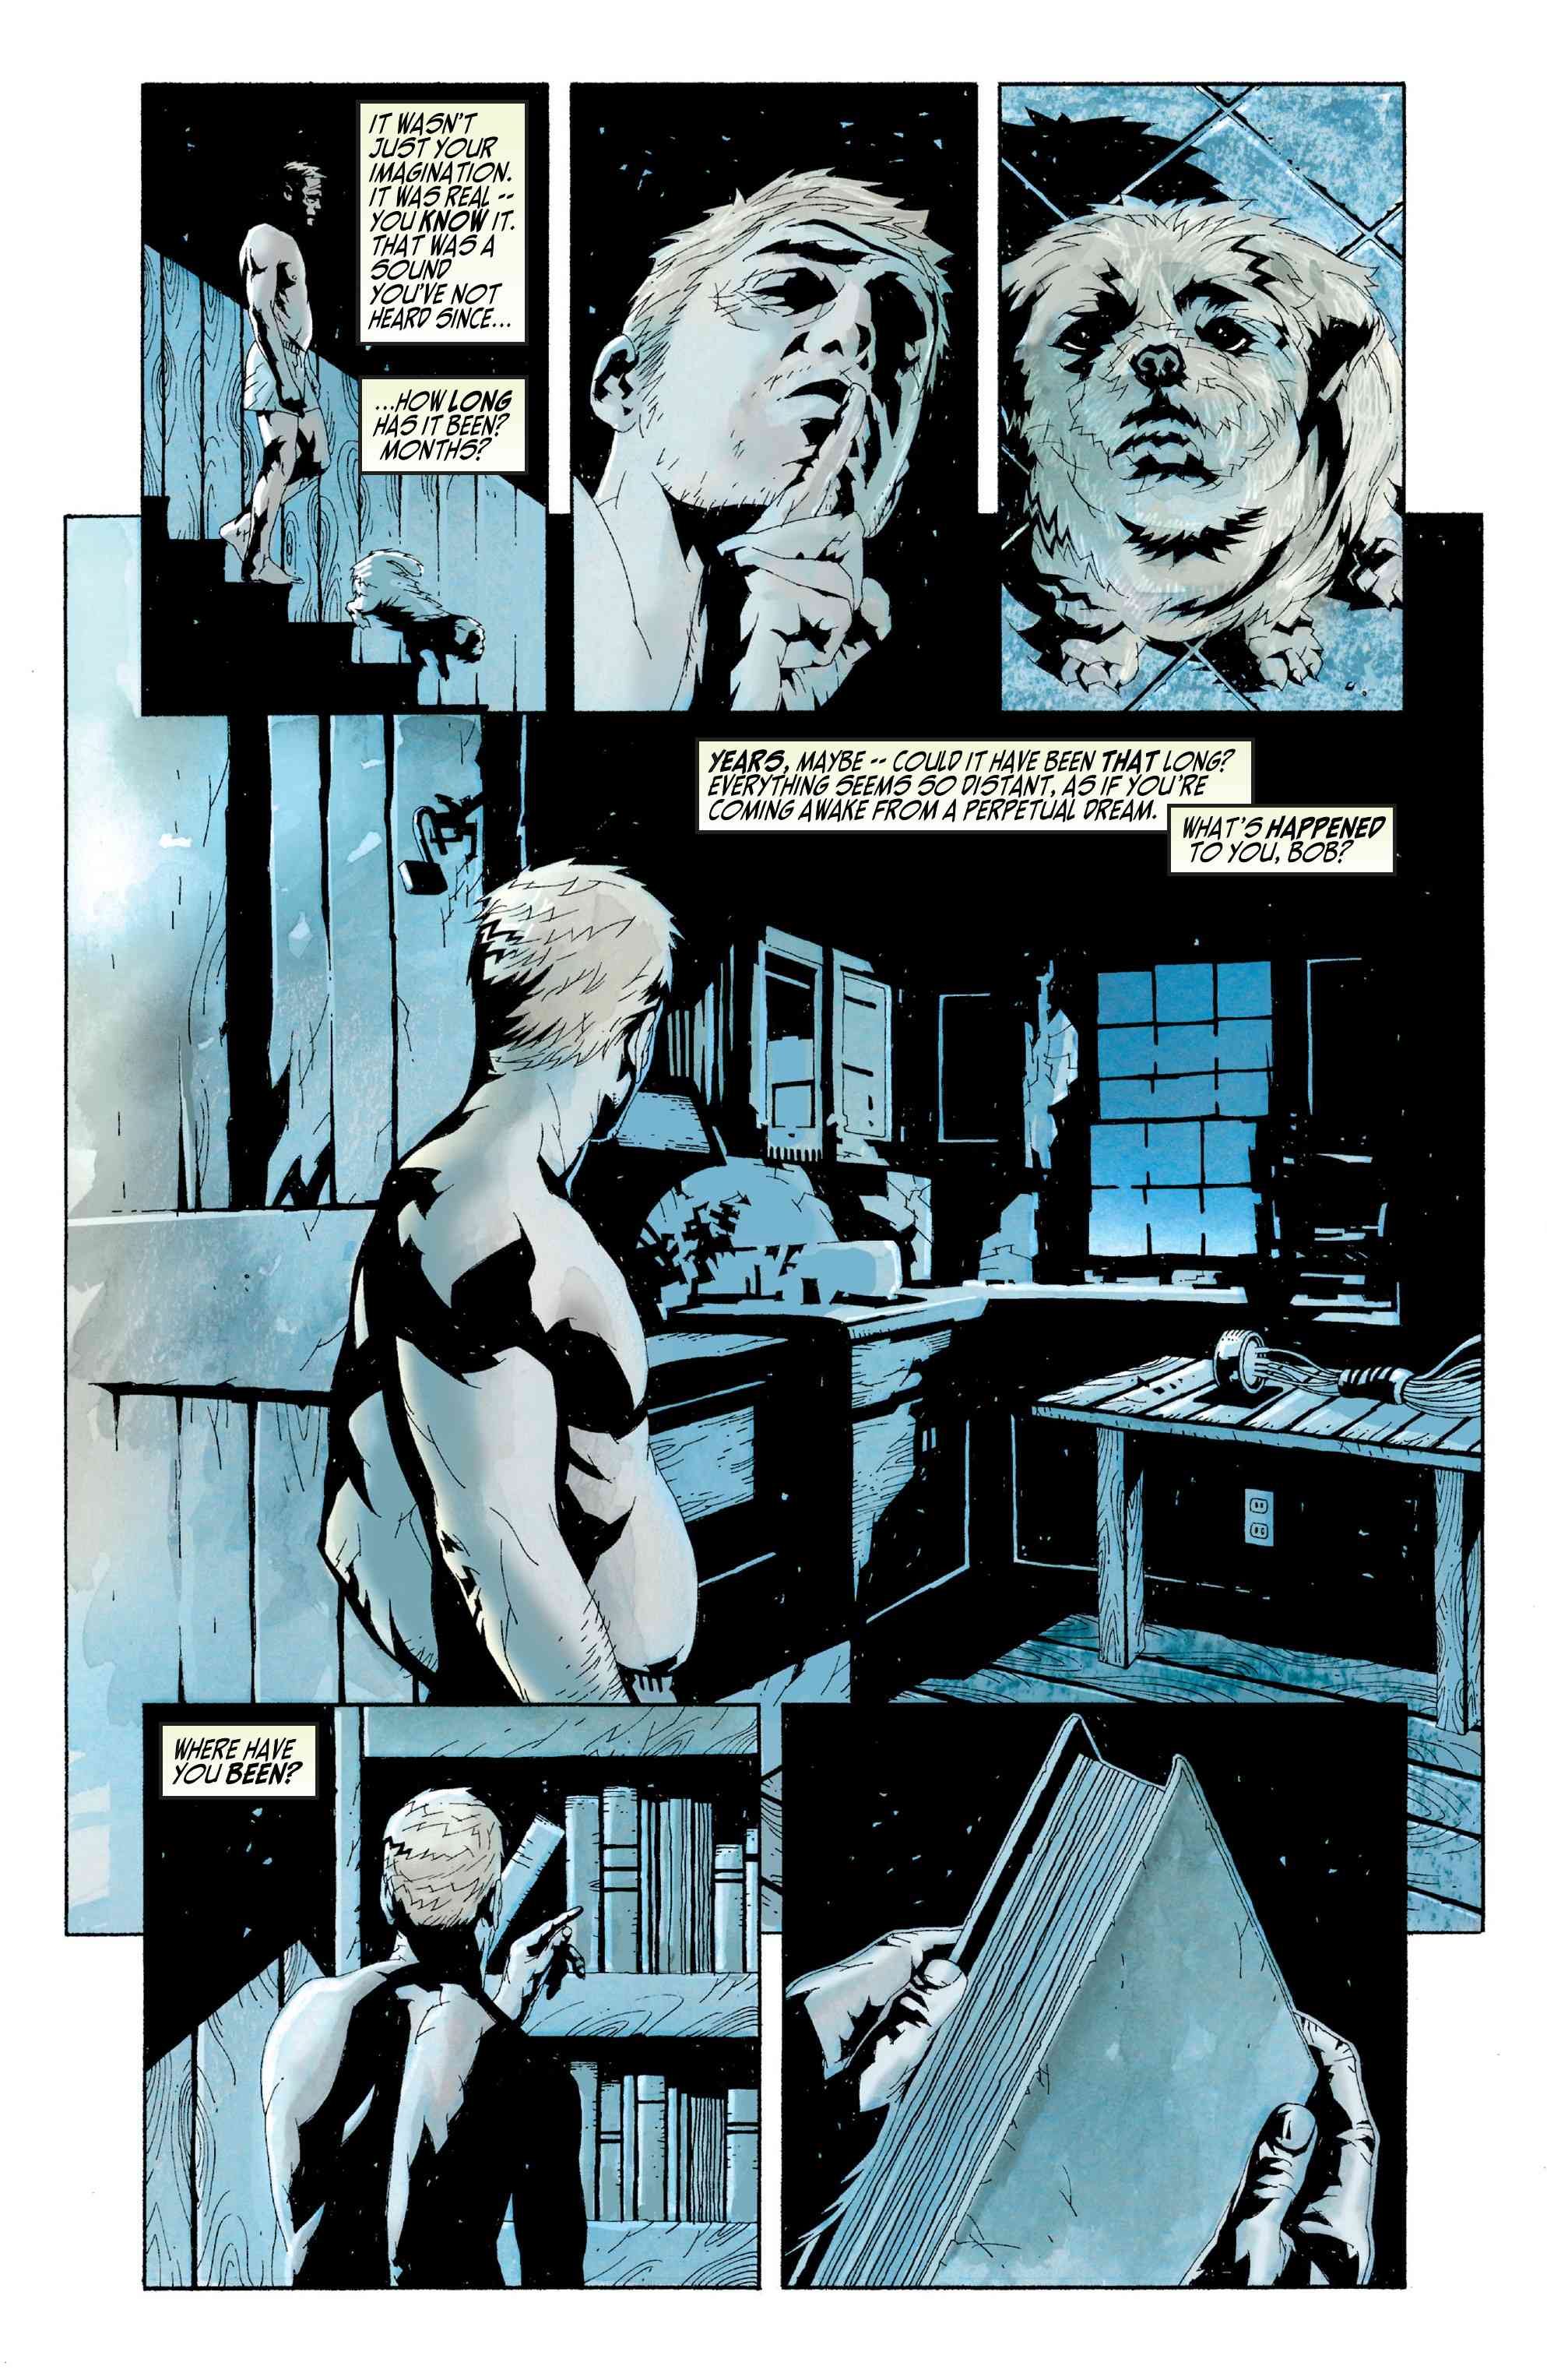 IT WASN'T
JUST YOUR
IMAGINATION.
IT WAS REAL --
YOU KNOW IT.
THAT WAS A
SOUND
YOU'VE NOT
HEARD SINCE...
...HOW LONG
HAS IT BEEN?
MONTHS?
YEARS, MAYBE -- COULD IT HAVE BEEN THAT LONG?
EVERYTHING SEEMS SO DISTANT, AS IF YOU'RE
COMING AWAKE FROM A PERPETUAL DREAM.
WHAT'S HAPPENED
TO YOU, BOB?
WHERE HAVE
YOU BEEN?